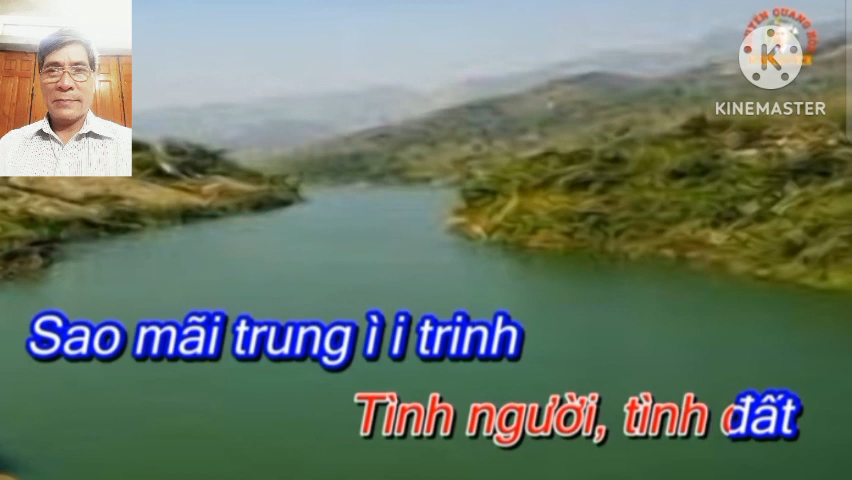 KINEMASTER
Sao mãi trung ì i trinh
Tình người, tình đất